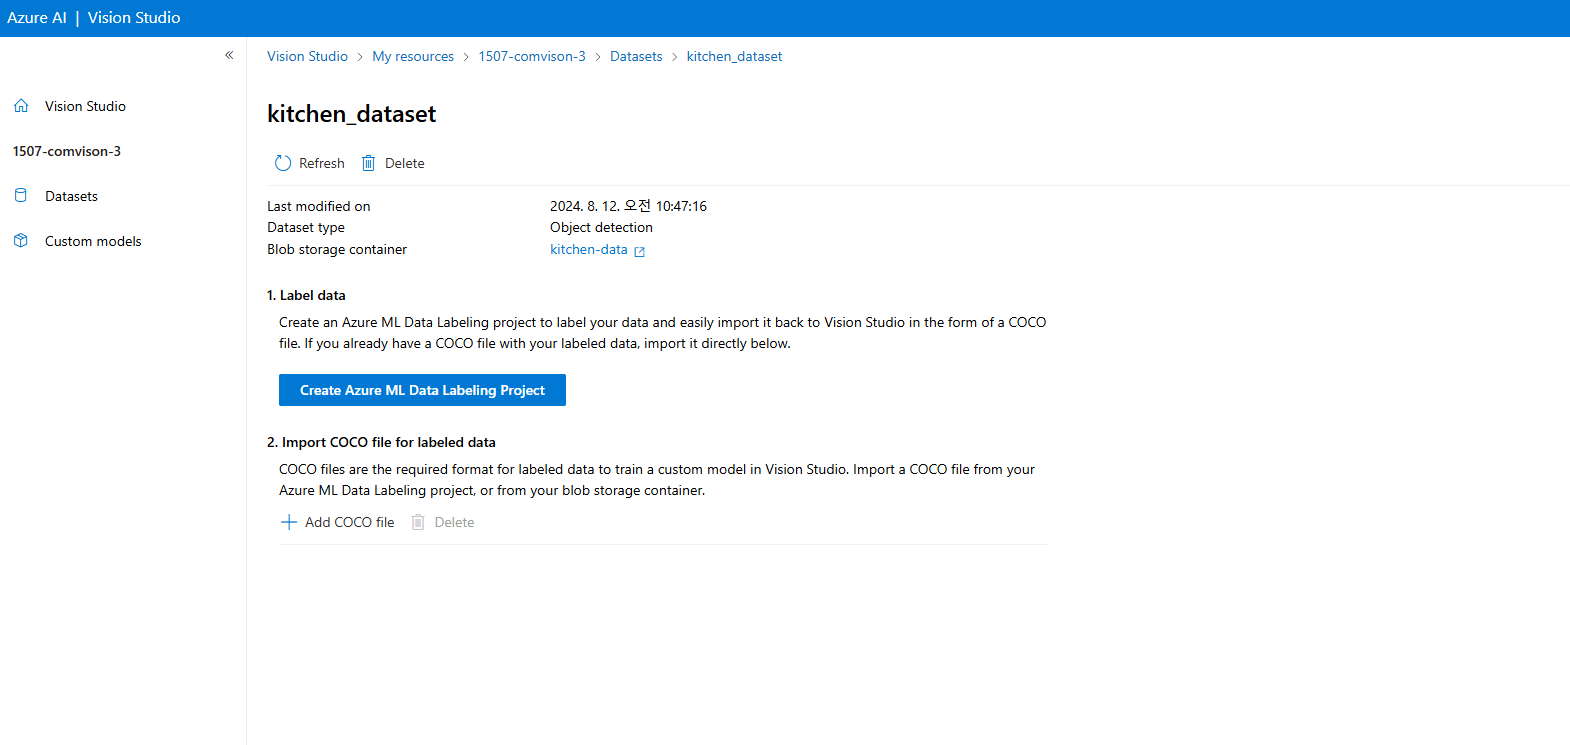 Azure AI | Vision Studio
Vision Studio > My resources > 1507-comvison-3 > Datasets > kitchen_dataset
Vision Studio
1507-comvison-3
Datasets
Custom models
kitchen_dataset
Refresh Delete
Last modified on 2024. 8. 12. 오전 10:47:16
Dataset type Object detection
Blob storage container kitchen-data
1. Label data
Create an Azure ML Data Labeling project to label your data and easily import it back to Vision Studio in the form of a COCO
file. If you already have a COCO file with your labeled data, import it directly below.
Create Azure ML Data Labeling Project
2. Import COCO file for labeled data
COCO files are the required format for labeled data to train a custom model in Vision Studio. Import a COCO file from your
Azure ML Data Labeling project, or from your blob storage container.
Add COCO file Delete